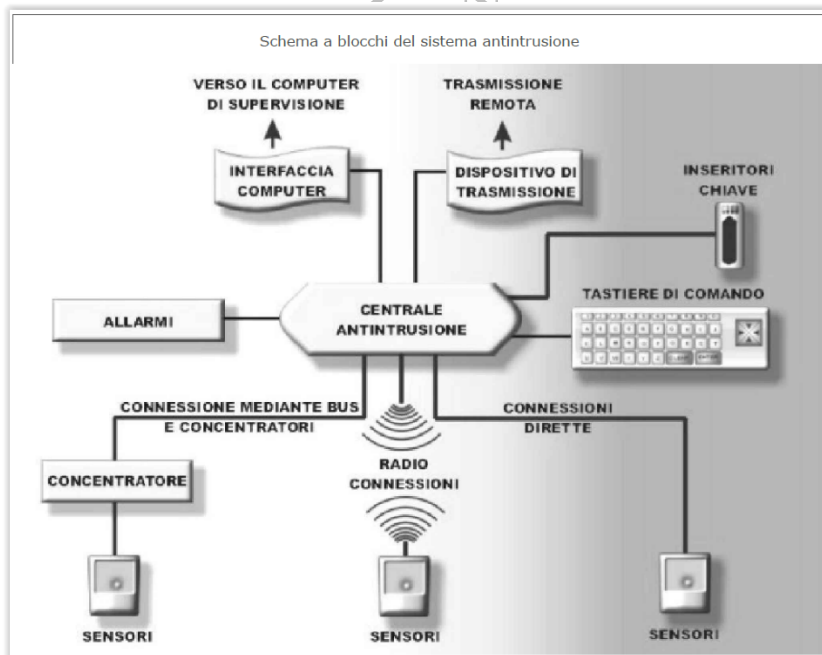 Schema a blocchi del sistema antintrusione
VERSO IL COMPUTER
DI SUPERVISIONE
TRASMISSIONE
REMOTA
INTERFACCIA
COMPUTER
DISPOSITIVO DI
TRASMISSIONE
INSERITORI
CHIAVE
ALLARMI
CENTRALE
ANTINTRUSIONE
TASTIERE DI COMANDO
CONNESSIONE MEDIANTE BUS
E CONCENTRATORI
CONNESSIONI
DIRETTE
RADIO
CONNESSIONI
CONCENTRATORE
SENSORI
SENSORI
SENSORI